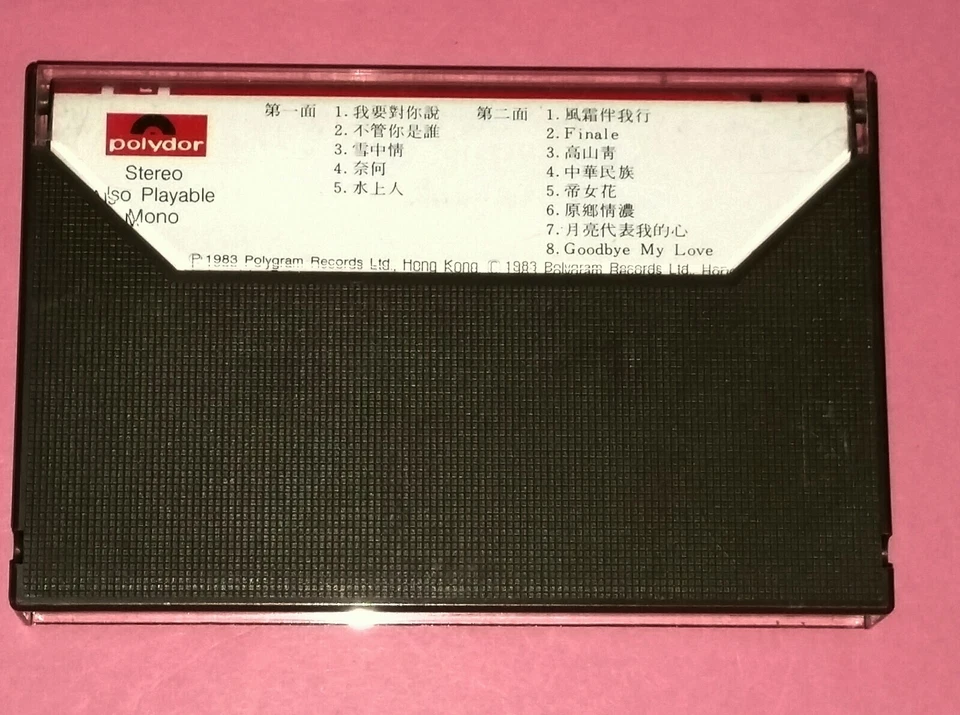 polydor
Stereo
Also Playable
Mono
第一面
1. 我要對你說
2. 不管你是誰
3. 雪中情
4. 奈何
5. 水上人
第二面
1. 風霜伴我行
2. Finale
3. 高山靑
4. 中華民族
5. 帝女花
6. 原鄉情濃
7. 月亮代表我的心
8. Goodbye My Love
Ⓟ 1983 Polygram Records Ltd., Hong Kong © 1983 Polygram Records Ltd., Hong